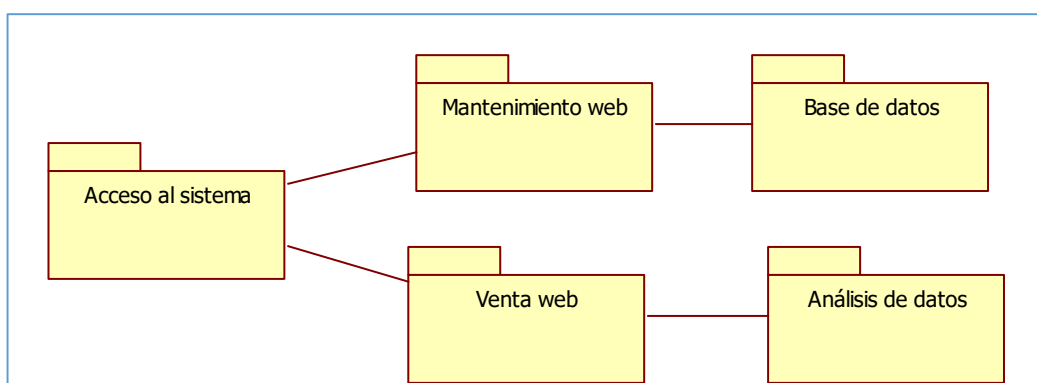 Mantenimiento web
Base de datos
Acceso al sistema
Venta web
Análisis de datos